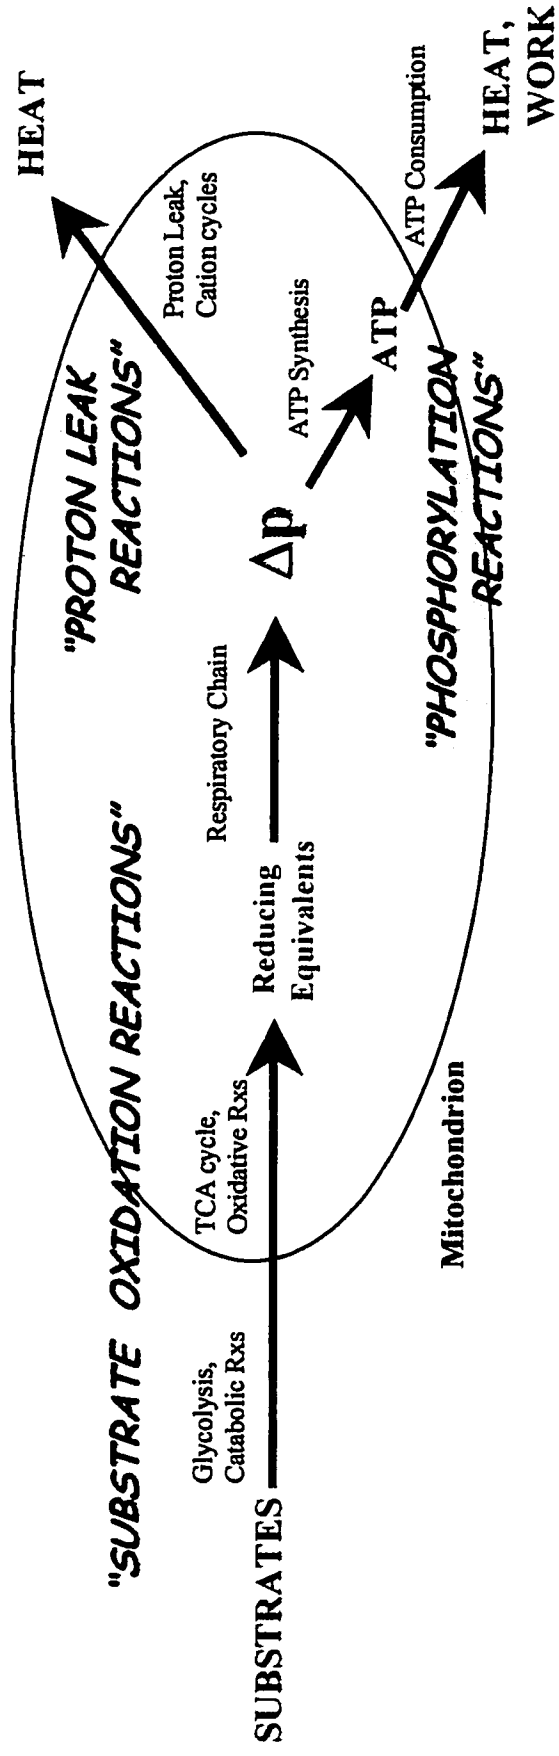 "SUBSTRATE OXIDATION REACTIONS"
"PROTON LEAK
REACTIONS"
HEAT
Glycolysis,
Catabolic Rxs
TCA cycle,
Oxidative Rxs
Respiratory Chain
Proton Leak,
Cation cycles
SUBSTRATES
Reducing
Equivalents
Δp
ATP Synthesis
ATP
ATP Consumption
HEAT,
WORK
"PHOSPHORYLATION
REACTIONS"
Mitochondrion